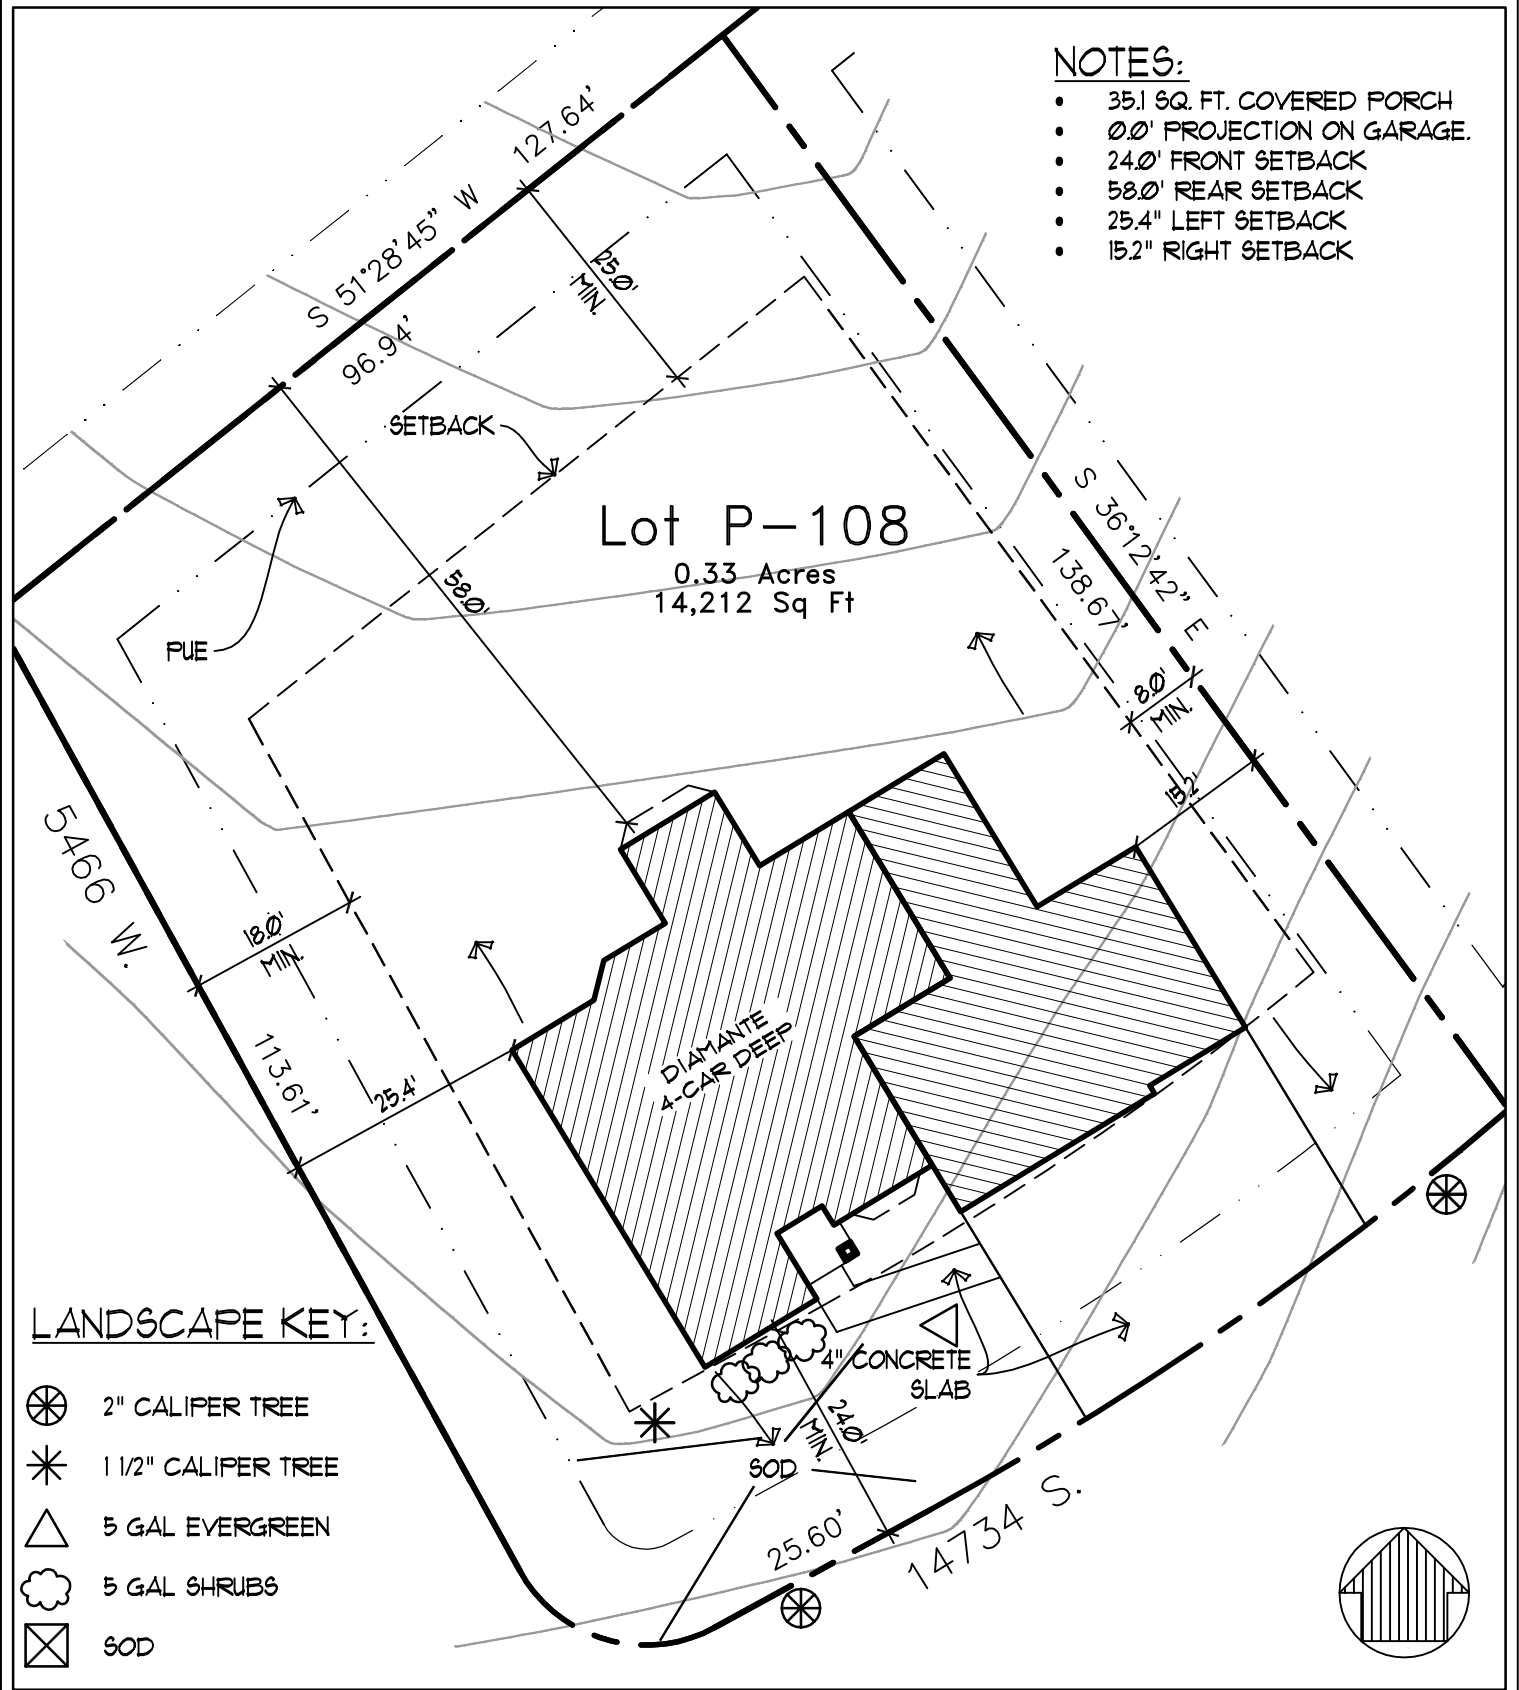 NOTES:
• 35.1 SQ. FT. COVERED PORCH
• 0.0' PROJECTION ON GARAGE.
• 24.0' FRONT SETBACK
• 58.0' REAR SETBACK
• 25.4" LEFT SETBACK
• 15.2" RIGHT SETBACK
127.64'
S 51°28'45" W
96.94'
25.0'
MIN.
SETBACK
PUE
58.0'
Lot P-108
0.33 Acres
14,212 Sq Ft
S 36°12'42" E
138.67'
8.0'
MIN.
15.2'
5466 W.
18.0'
MIN.
113.61'
25.4'
DIAMANTE
4-CAR DEEP
4" CONCRETE
SLAB
24.0'
MIN.
SOD
25.60'
14734 S.
LANDSCAPE KEY:
2" CALIPER TREE
1 1/2" CALIPER TREE
5 GAL EVERGREEN
5 GAL SHRUBS
SOD